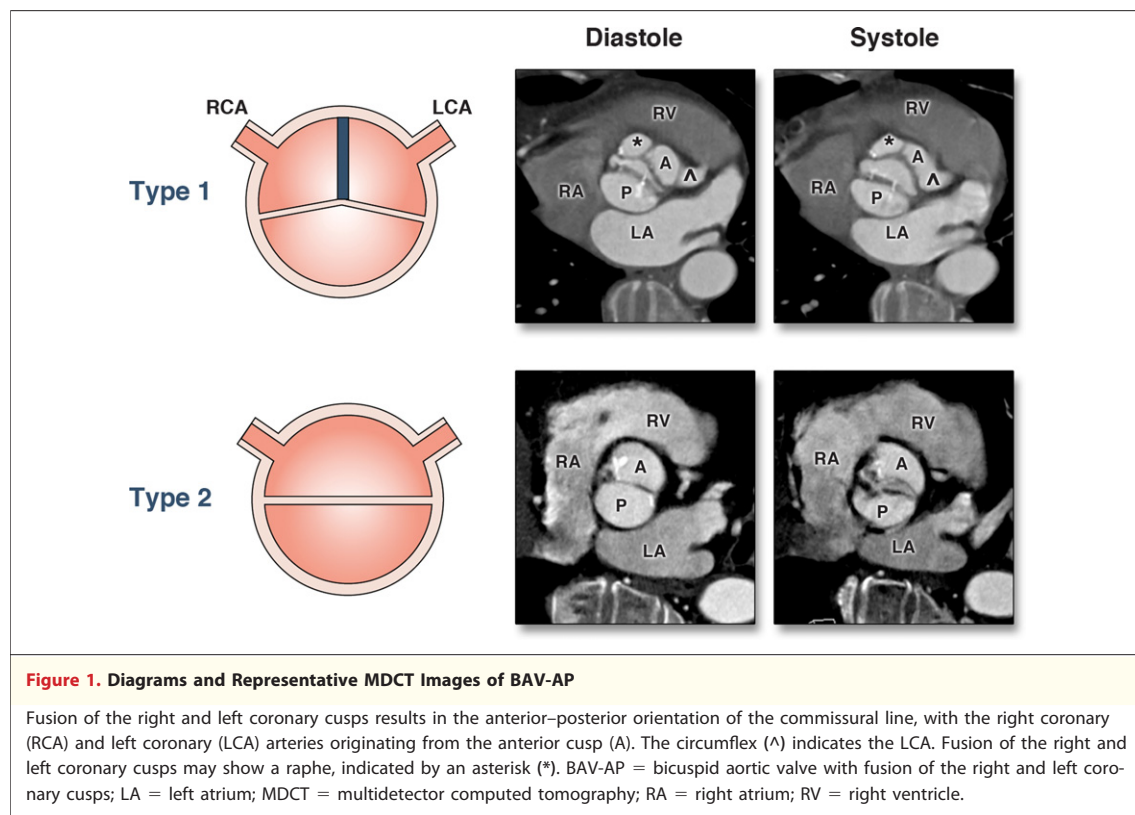 Diastole
Systole
RCA
LCA
Type 1
RV
*
A
^
RA
P
LA
RV
*
A
^
RA
P
LA
Type 2
RV
RA
A
P
LA
RV
RA
A
P
LA
Figure 1. Diagrams and Representative MDCT Images of BAV-AP
Fusion of the right and left coronary cusps results in the anterior–posterior orientation of the commissural line, with the right coronary
(RCA) and left coronary (LCA) arteries originating from the anterior cusp (A). The circumflex (^) indicates the LCA. Fusion of the right and
left coronary cusps may show a raphe, indicated by an asterisk (*). BAV-AP = bicuspid aortic valve with fusion of the right and left coro-
nary cusps; LA = left atrium; MDCT = multidetector computed tomography; RA = right atrium; RV = right ventricle.